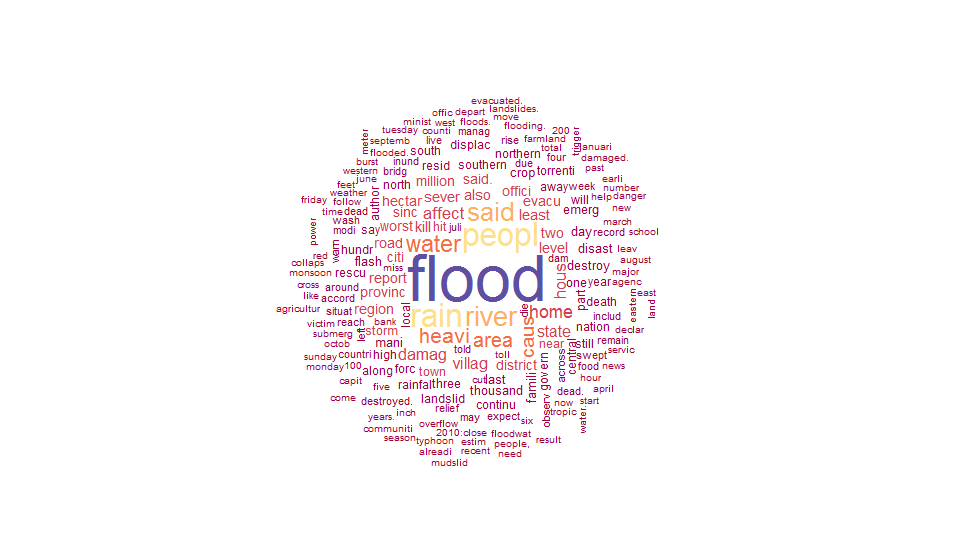 evacuated.
offic depart landslides.
minist west floods. move
tuesday counti manag flooding. 200
septemb live rise farmland trigger
meter flooded. south displac northern total januari
burst inund resid southern due four damaged.
western bridg crop torrenti past
feet june north million said. offici away week earli
weather author hectar sever also evacu will help number danger
friday follow sinc affect said least emerg new
time dead
wash worst kill hit juli peopl two day record march school
power modi say water level disast leav
red warn hundr road dam august
collaps flash citi miss flood hous destroy major
monsoon rescu report one year agenc
cross around provinc part eastern east
like accord death land
agricultur situat region local rain river die home includ
victim reach bank caus nation declar
submerg left storm heavi area state
octob mani near still remain
sunday countri high damag told toll central swept servic
monday 100 villag district across food news
capit along forc town cut last govern hour
five rainfal three famili dead. april
come destroyed. landslid thousand observ now start
years. inch relief continu tropic water.
communiti overflow may expect six
season 2010: close floodwat
typhoon estim people, result
alreadi recent need
mudslid